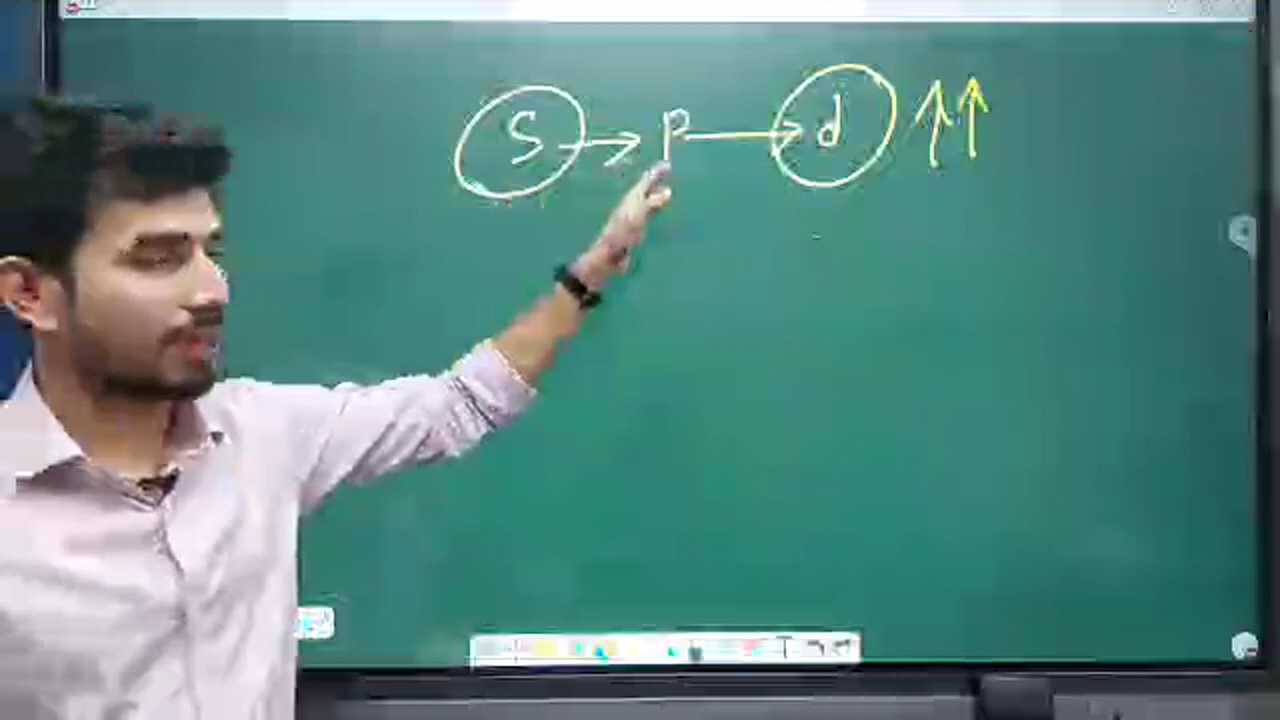 S → P → d ↑↑